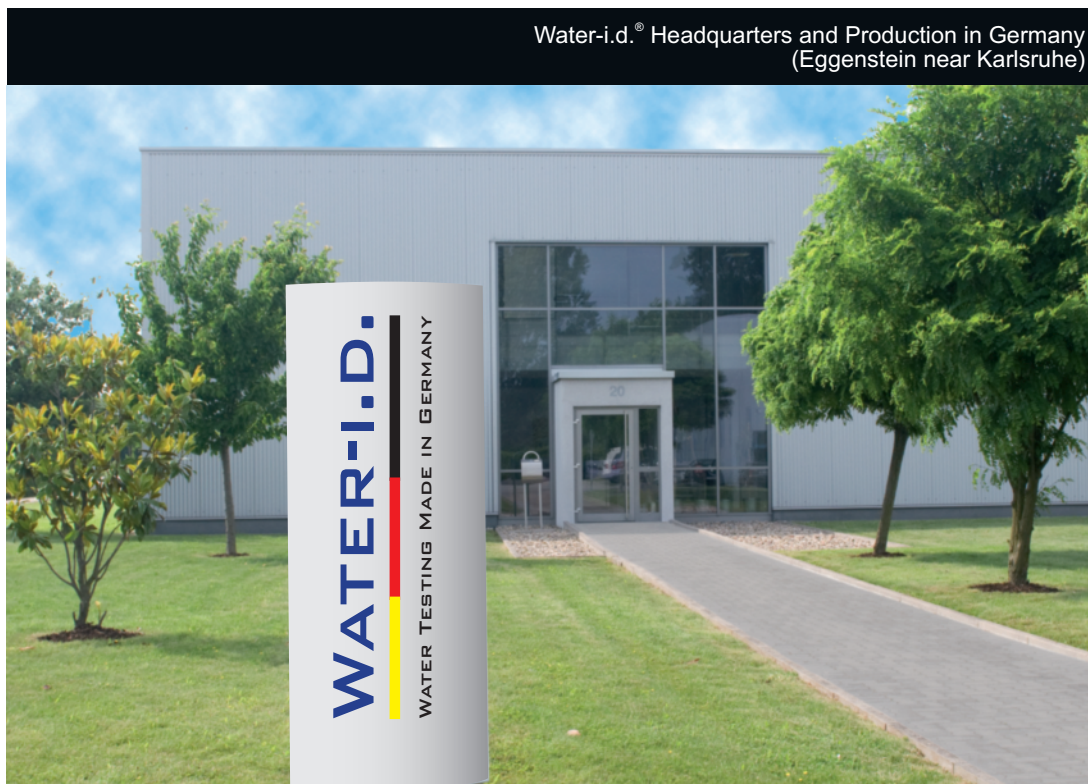 Water-i.d.® Headquarters and Production in Germany
(Eggenstein near Karlsruhe)
20
WATER-I.D.
WATER TESTING MADE IN GERMANY